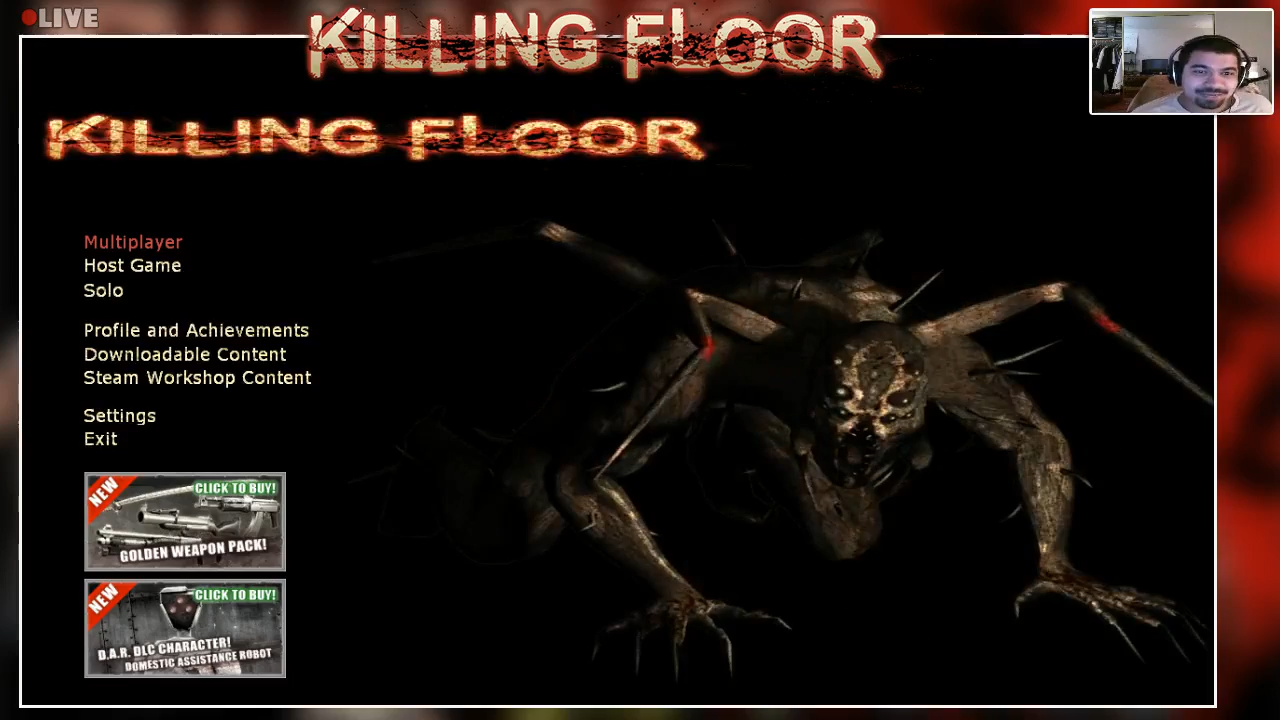 LIVE
KILLING FLOOR
KILLING FLOOR
Multiplayer
Host Game
Solo
Profile and Achievements
Downloadable Content
Steam Workshop Content
Settings
Exit
NEW
CLICK TO BUY!
GOLDEN WEAPON PACK!
NEW
CLICK TO BUY!
D.A.R. DLC CHARACTER!
DOMESTIC ASSISTANCE ROBOT